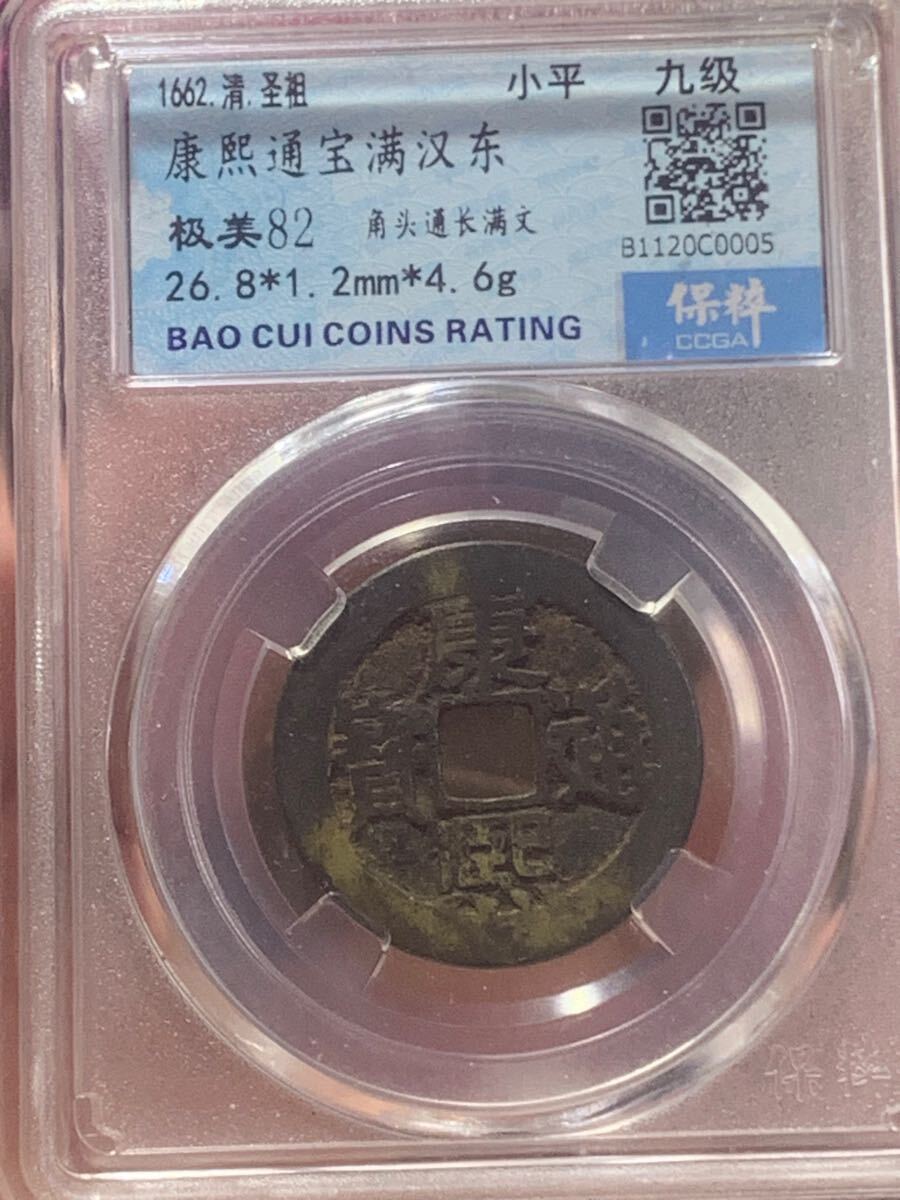 1662.清.圣祖
小平 九级
康熙通宝满汉东
极美82 角头通长满文
B1120C0005
26.8*1.2mm*4.6g
保粹
CCGA
BAO CUI COINS RATING
康
通
寶
熙
保粹